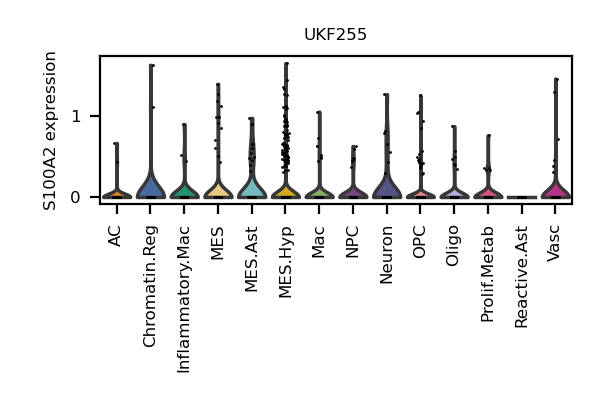 UKF255
S100A2 expression
1
0
AC
Chromatin.Reg
Inflammatory.Mac
MES
MES.Ast
MES.Hyp
Mac
NPC
Neuron
OPC
Oligo
Prolif.Metab
Reactive.Ast
Vasc